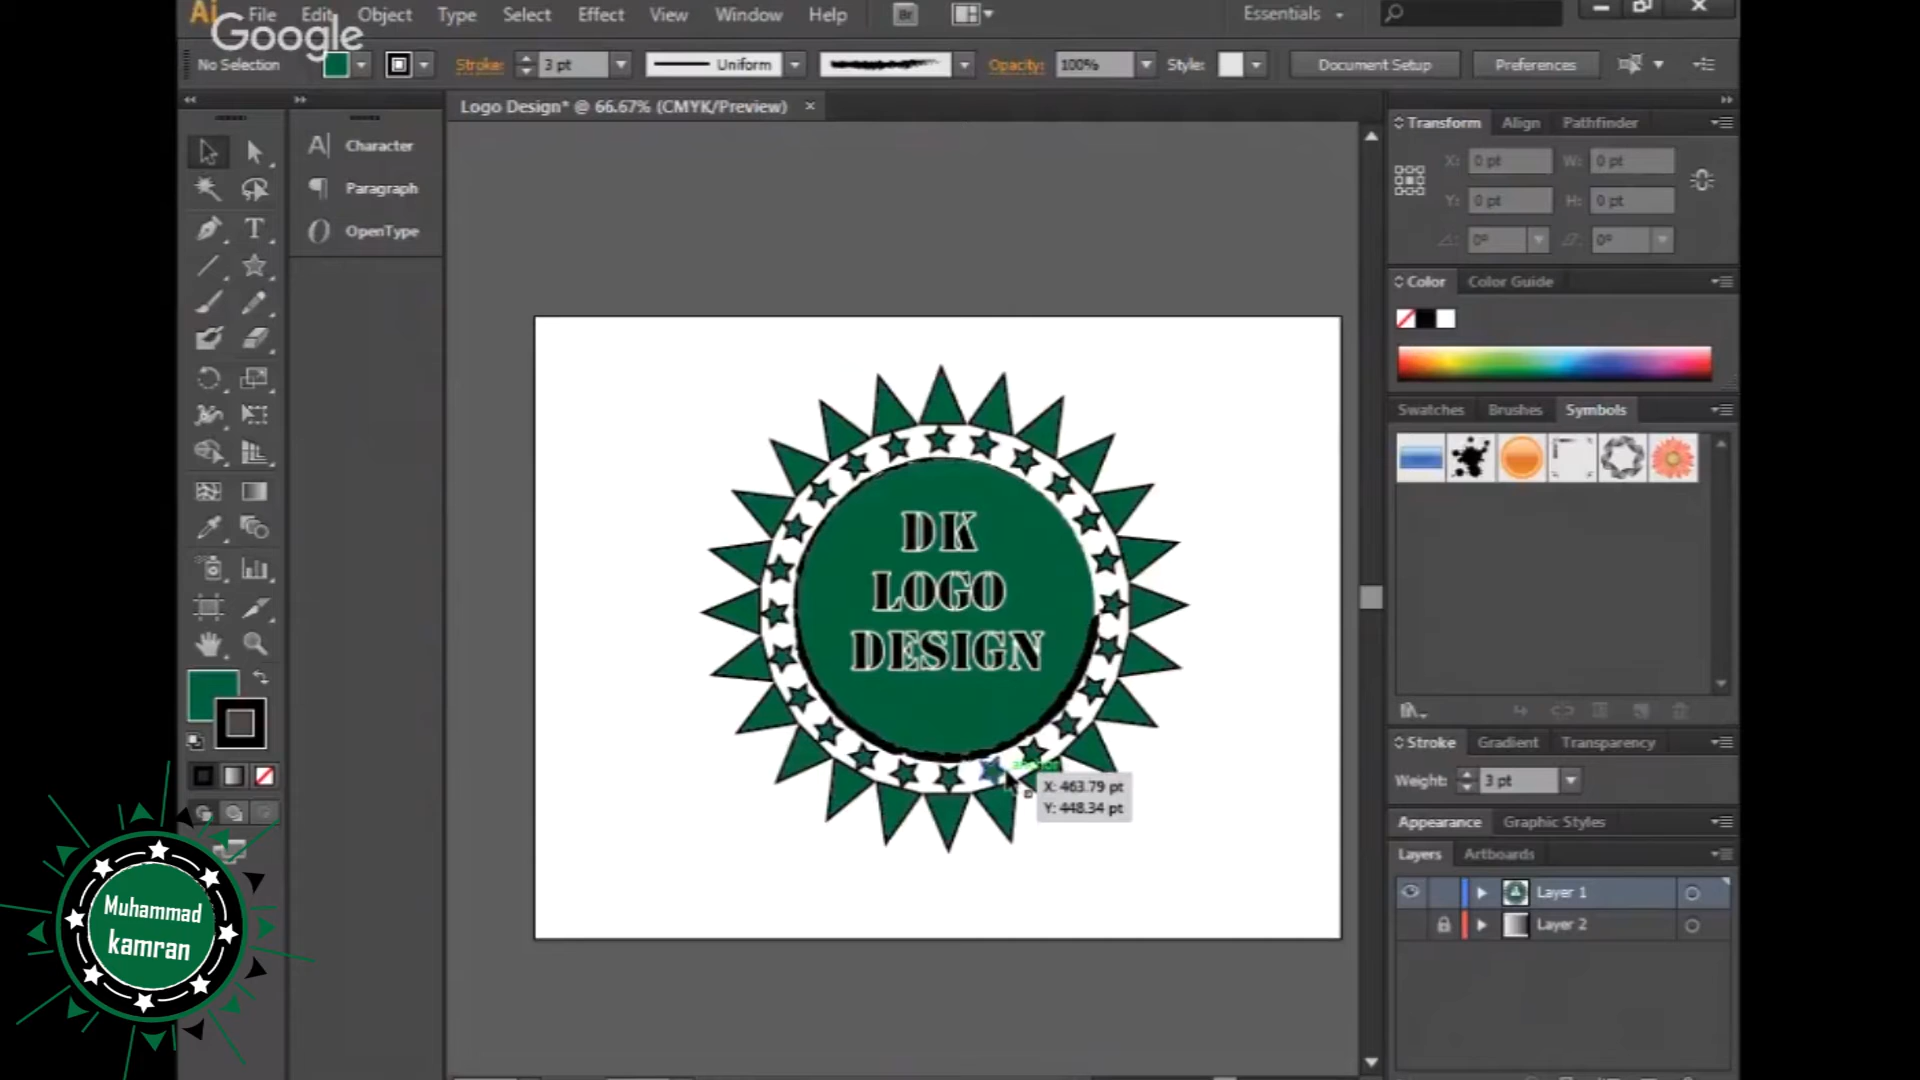 Ai File Edit Object Type Select Effect View Window Help Br Essentials
Google
No Selection Stroke: 3 pt Uniform Opacity: 100% Style: Document Setup Preferences
Logo Design* @ 66.67% (CMYK/Preview) ×
Character
Paragraph
OpenType
Transform Align Pathfinder
X: 0 pt W: 0 pt
Y: 0 pt H: 0 pt
0° 0°
Color Color Guide
Swatches Brushes Symbols
DK
LOGO
DESIGN
X: 463.79 pt
Y: 448.34 pt
Stroke Gradient Transparency
Weight: 3 pt
Appearance Graphic Styles
Layers Artboards
Layer 1
Layer 2
Muhammad
kamran